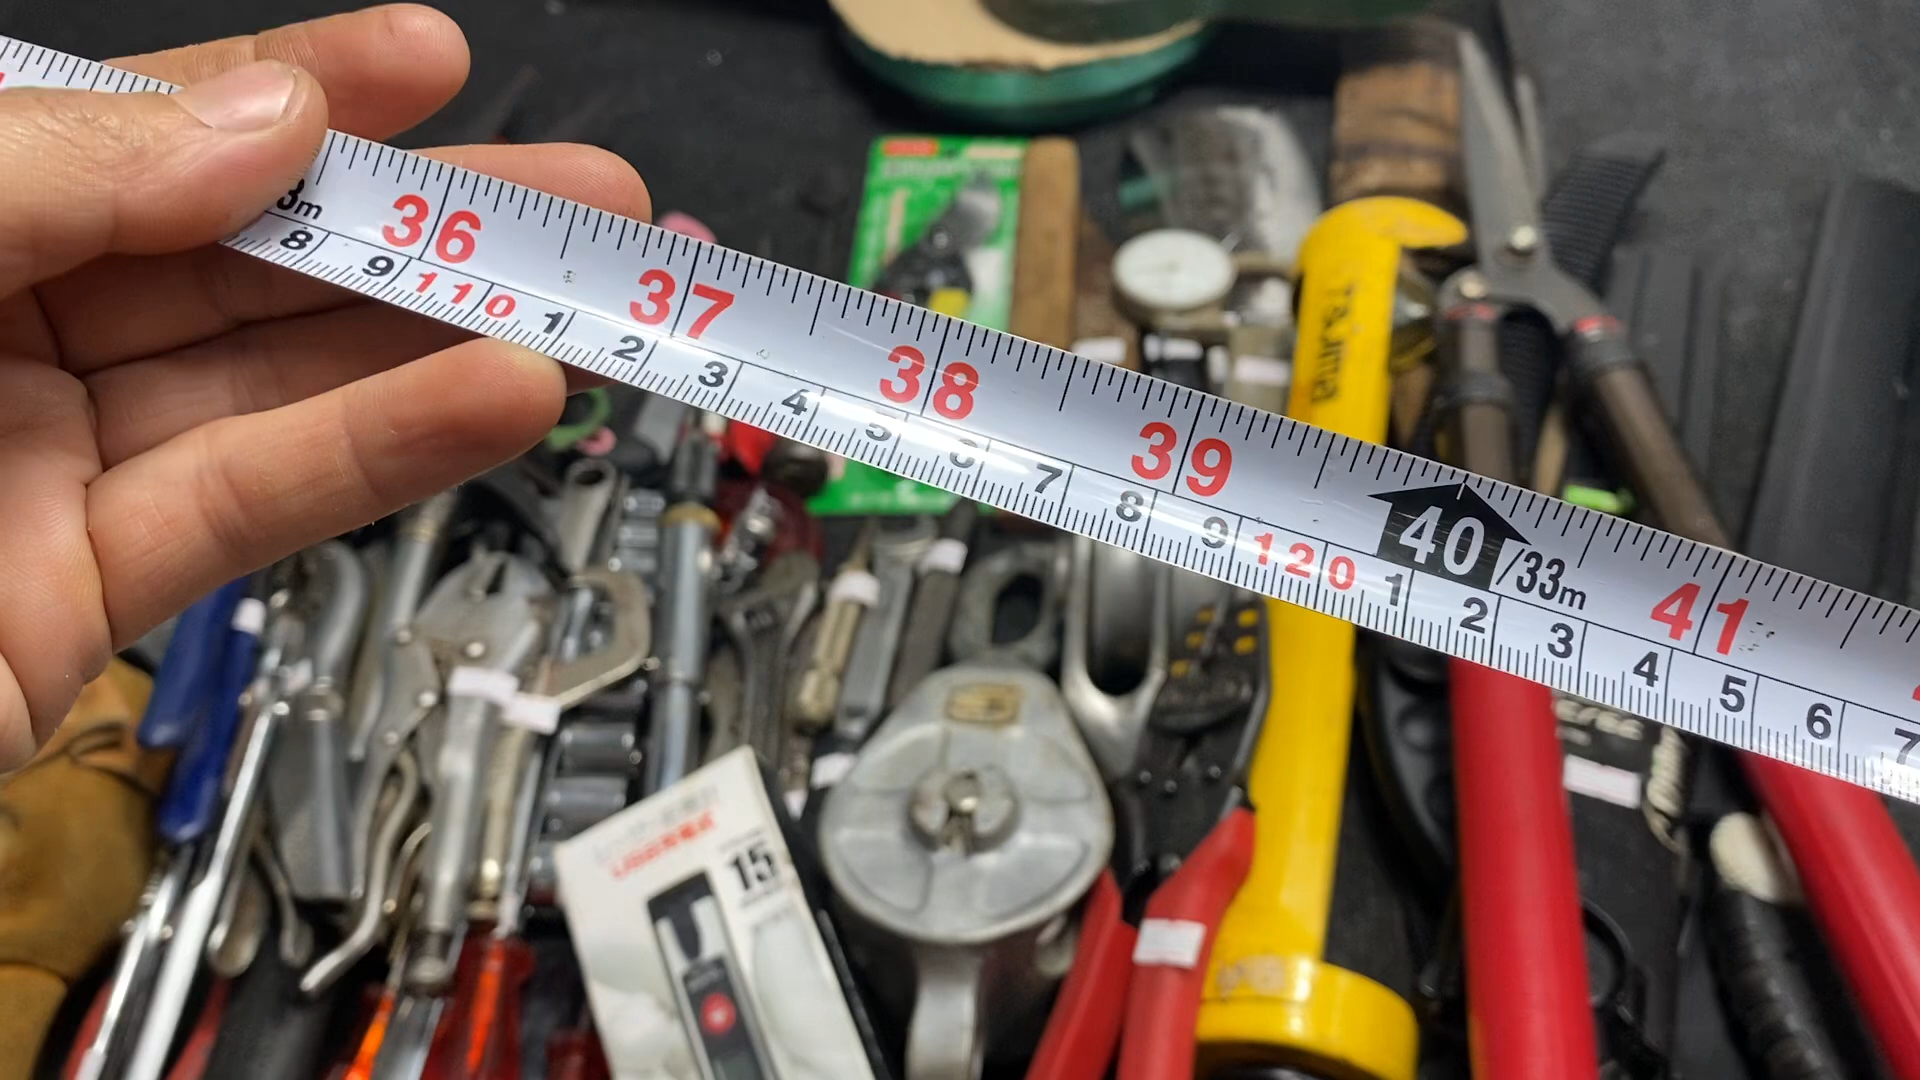 3m 36 37 38 39 40 /33m 41
8 9 110 1 2 3 4 5 6 7 8 9 120 1 2 3 4 5 6 7
Tajima
15